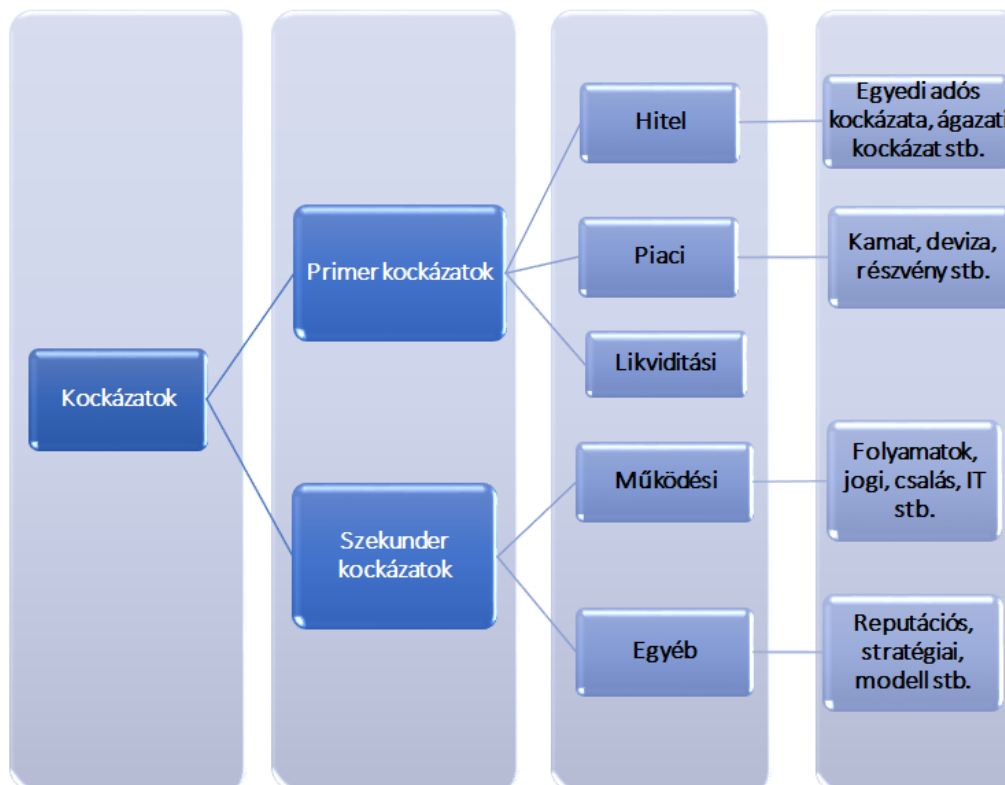 Kockázatok
Primer kockázatok
Szekunder
kockázatok
Hitel
Piaci
Likviditási
Működési
Egyéb
Egyedi adós
kockázata, ágazati
kockázat stb.
Kamat, deviza,
részvény stb.
Folyamatok,
jogi, csalás, IT
stb.
Reputációs,
stratégiai,
modell stb.